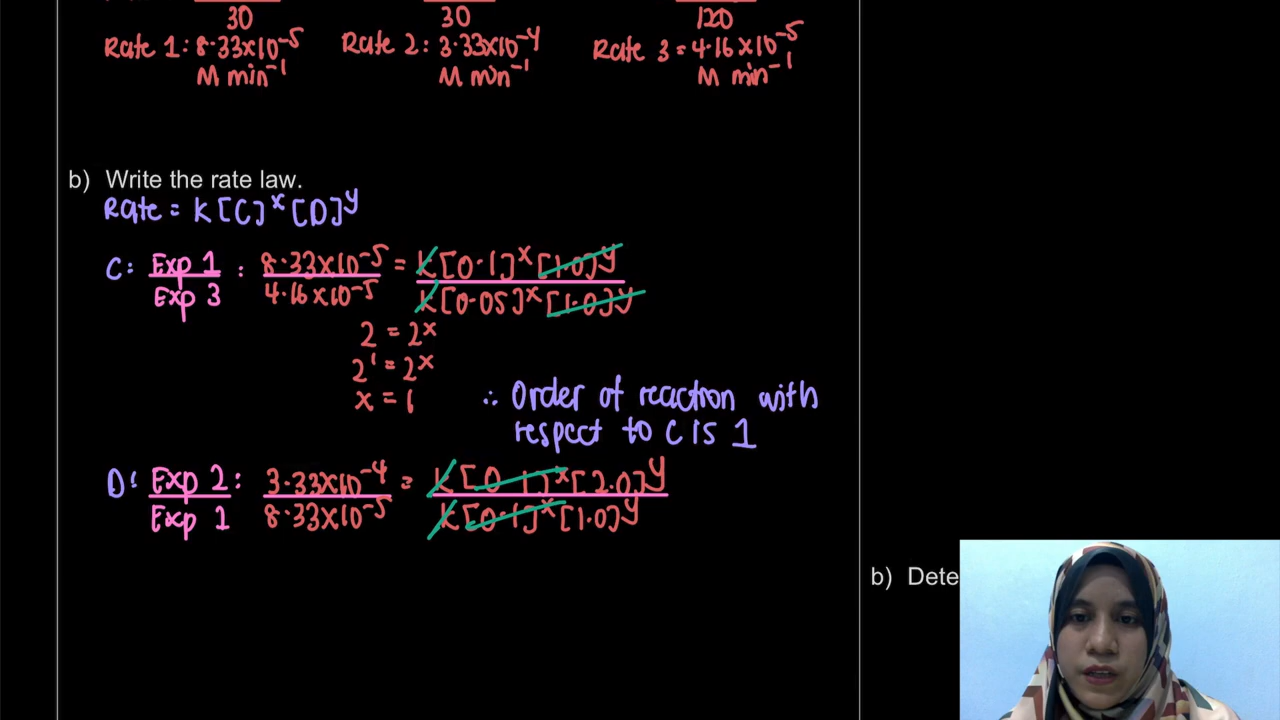 30 30 120
Rate 1: 8.33x10⁻⁵ Rate 2: 3.33x10⁻⁴ Rate 3 = 4.16x10⁻⁵
M min⁻¹ M min⁻¹ M min⁻¹
b) Write the rate law.
Rate = K[C]ˣ[D]ʸ
C: Exp 1 : 8.33x10⁻⁵ = K[0.1]ˣ[1.0]ʸ
Exp 3 4.16x10⁻⁵ K[0.05]ˣ[1.0]ʸ
2 = 2ˣ
2¹ = 2ˣ
x = 1
∴ Order of reaction with
respect to C is 1
D: Exp 2: 3.33x10⁻⁴ = K[0.1]ˣ[2.0]ʸ
Exp 1 8.33x10⁻⁵ K[0.1]ˣ[1.0]ʸ
b)